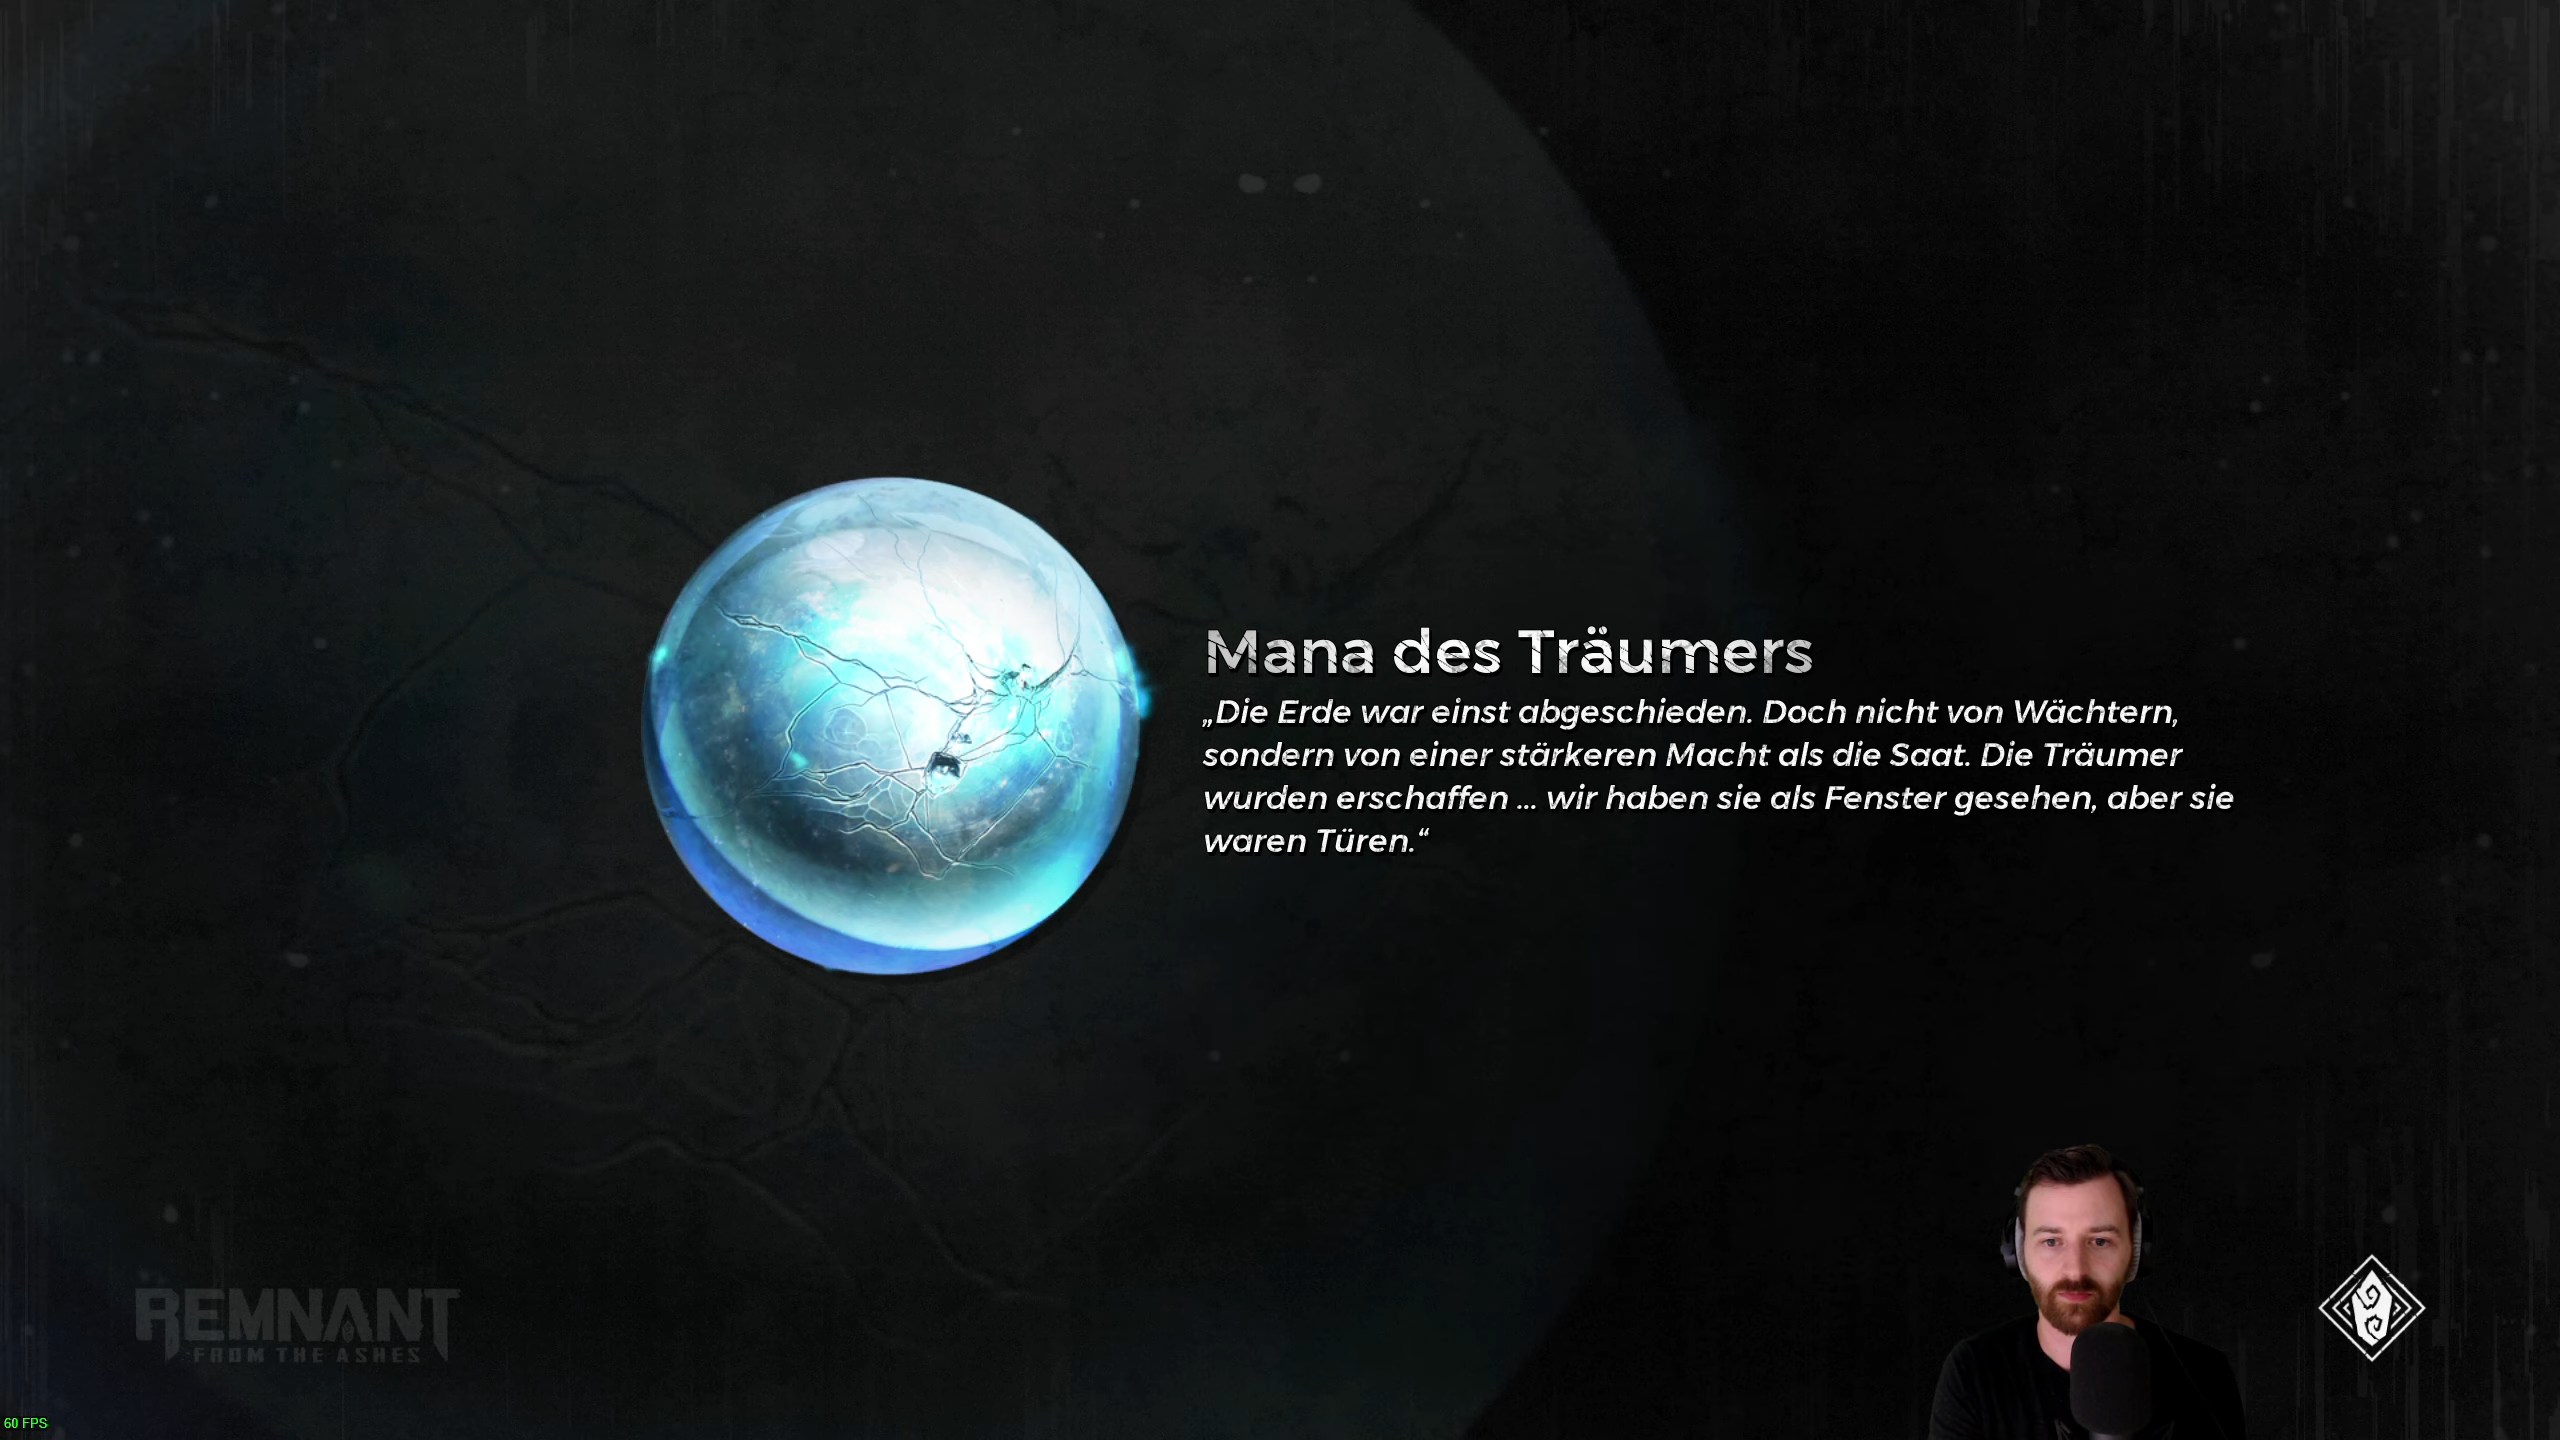 Mana des Träumers
„Die Erde war einst abgeschieden. Doch nicht von Wächtern,
sondern von einer stärkeren Macht als die Saat. Die Träumer
wurden erschaffen ... wir haben sie als Fenster gesehen, aber sie
waren Türen.“
REMNANT
FROM THE ASHES
60 FPS